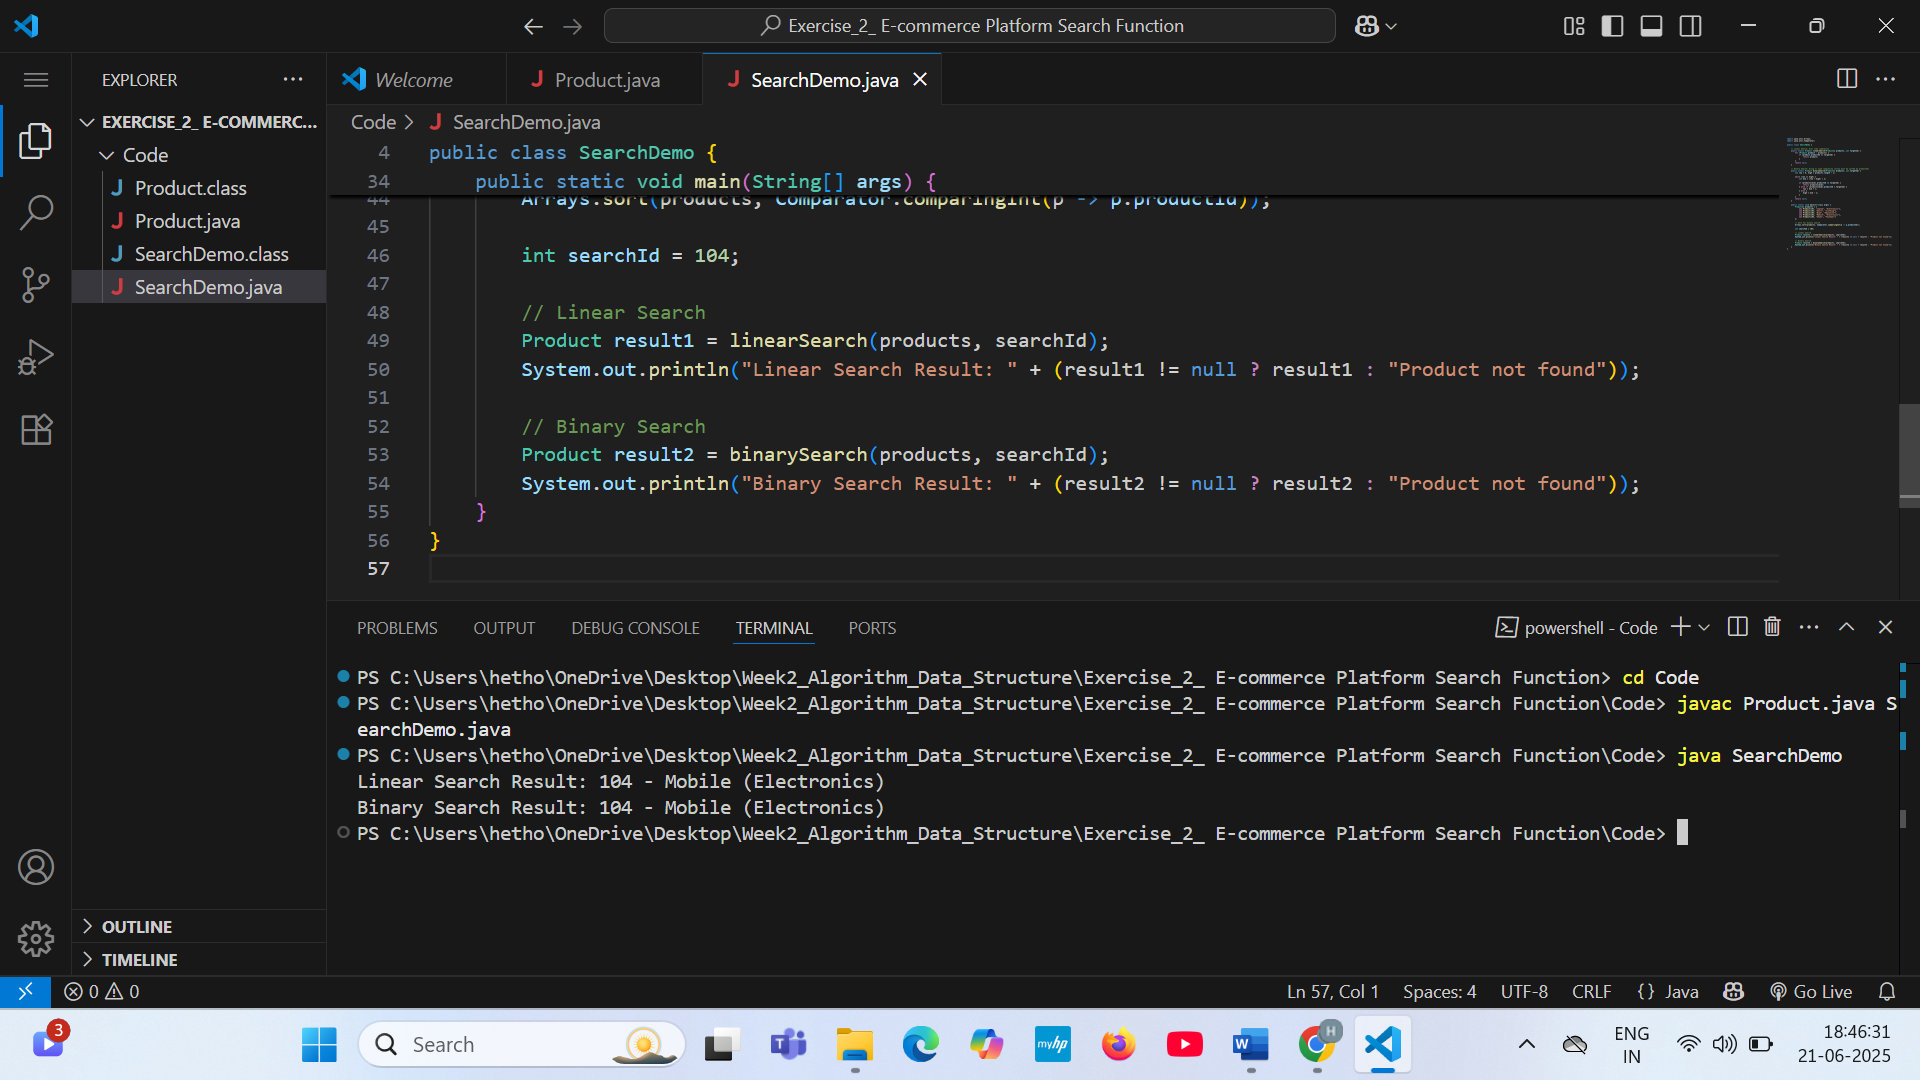 Exercise_2_ E-commerce Platform Search Function
EXPLORER
Welcome
Product.java
SearchDemo.java
EXERCISE_2_ E-COMMERC...
Code
Product.class
Product.java
SearchDemo.class
SearchDemo.java
OUTLINE
TIMELINE
Code > SearchDemo.java
4 public class SearchDemo {
34 public static void main(String[] args) {
44 Arrays.sort(products, Comparator.comparingInt(p -> p.productId));
45
46 int searchId = 104;
47
48 // Linear Search
49 Product result1 = linearSearch(products, searchId);
50 System.out.println("Linear Search Result: " + (result1 != null ? result1 : "Product not found"));
51
52 // Binary Search
53 Product result2 = binarySearch(products, searchId);
54 System.out.println("Binary Search Result: " + (result2 != null ? result2 : "Product not found"));
55 }
56 }
57
PROBLEMS OUTPUT DEBUG CONSOLE TERMINAL PORTS
powershell - Code
PS C:\Users\hetho\OneDrive\Desktop\Week2_Algorithm_Data_Structure\Exercise_2_ E-commerce Platform Search Function> cd Code
PS C:\Users\hetho\OneDrive\Desktop\Week2_Algorithm_Data_Structure\Exercise_2_ E-commerce Platform Search Function\Code> javac Product.java S
earchDemo.java
PS C:\Users\hetho\OneDrive\Desktop\Week2_Algorithm_Data_Structure\Exercise_2_ E-commerce Platform Search Function\Code> java SearchDemo
Linear Search Result: 104 - Mobile (Electronics)
Binary Search Result: 104 - Mobile (Electronics)
PS C:\Users\hetho\OneDrive\Desktop\Week2_Algorithm_Data_Structure\Exercise_2_ E-commerce Platform Search Function\Code>
0 0
Ln 57, Col 1 Spaces: 4 UTF-8 CRLF {} Java Go Live
3
Search
myhp
H
ENG
IN
18:46:31
21-06-2025